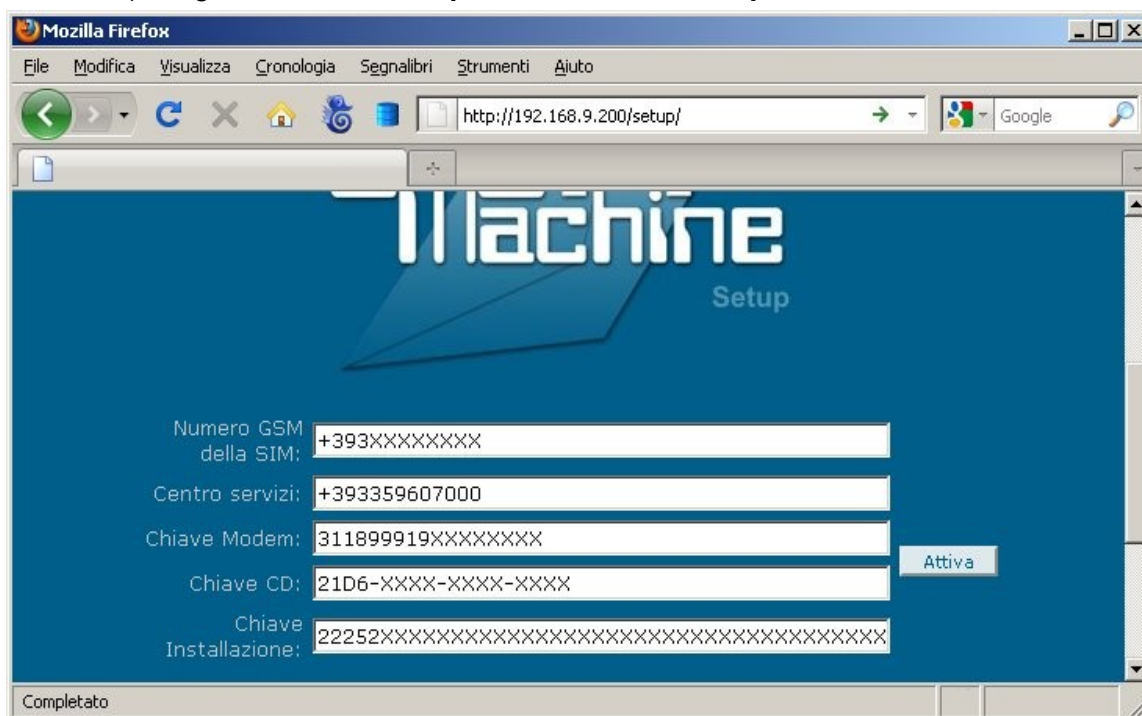 Mozilla Firefox
File Modifica Visualizza Cronologia Segnalibri Strumenti Aiuto
http://192.168.9.200/setup/
Google
Machine
Setup
Numero GSM
della SIM:
+393XXXXXXXX
Centro servizi:
+393359607000
Chiave Modem:
311899919XXXXXXXX
Attiva
Chiave CD:
21D6-XXXX-XXXX-XXXX
Chiave
Installazione:
22252XXXXXXXXXXXXXXXXXXXXXXXXXXXXXXXXXXX
Completato